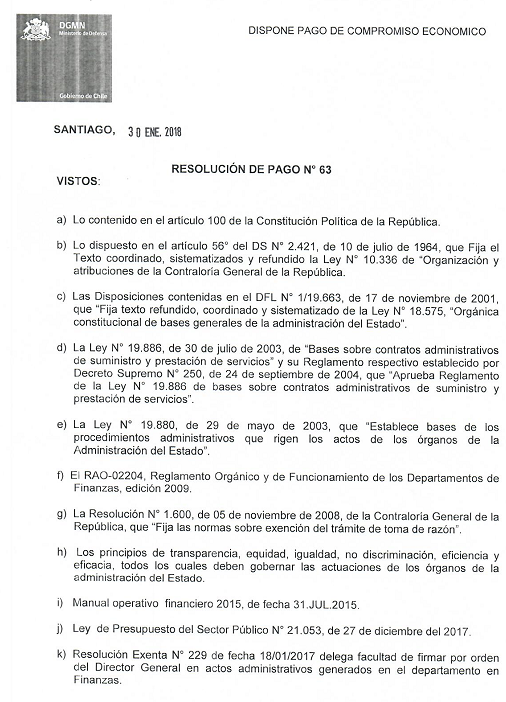 DGMN
Ministerio de Defensa
Gobierno de Chile
DISPONE PAGO DE COMPROMISO ECONOMICO
SANTIAGO, 30 ENE. 2018
RESOLUCIÓN DE PAGO N° 63
VISTOS:
a) Lo contenido en el artículo 100 de la Constitución Política de la República.
b) Lo dispuesto en el artículo 56° del DS N° 2.421, de 10 de julio de 1964, que Fija el
Texto coordinado, sistematizados y refundido la Ley N° 10.336 de “Organización y
atribuciones de la Contraloría General de la República.
c) Las Disposiciones contenidas en el DFL N° 1/19.663, de 17 de noviembre de 2001,
que “Fija texto refundido, coordinado y sistematizado de la Ley N° 18.575, “Orgánica
constitucional de bases generales de la administración del Estado”.
d) La Ley N° 19.886, de 30 de julio de 2003, de “Bases sobre contratos administrativos
de suministro y prestación de servicios” y su Reglamento respectivo establecido por
Decreto Supremo N° 250, de 24 de septiembre de 2004, que “Aprueba Reglamento
de la Ley N° 19.886 de bases sobre contratos administrativos de suministro y
prestación de servicios”.
e) La Ley N° 19.880, de 29 de mayo de 2003, que “Establece bases de los
procedimientos administrativos que rigen los actos de los órganos de la
Administración del Estado”.
f) El RAO-02204, Reglamento Orgánico y de Funcionamiento de los Departamentos de
Finanzas, edición 2009.
g) La Resolución N° 1.600, de 05 de noviembre de 2008, de la Contraloría General de la
República, que “Fija las normas sobre exención del trámite de toma de razón”.
h) Los principios de transparencia, equidad, igualdad, no discriminación, eficiencia y
eficacia, todos los cuales deben gobernar las actuaciones de los órganos de la
administración del Estado.
i) Manual operativo financiero 2015, de fecha 31.JUL.2015.
j) Ley de Presupuesto del Sector Público N° 21.053, de 27 de diciembre del 2017.
k) Resolución Exenta N° 229 de fecha 18/01/2017 delega facultad de firmar por orden
del Director General en actos administrativos generados en el departamento en
Finanzas.